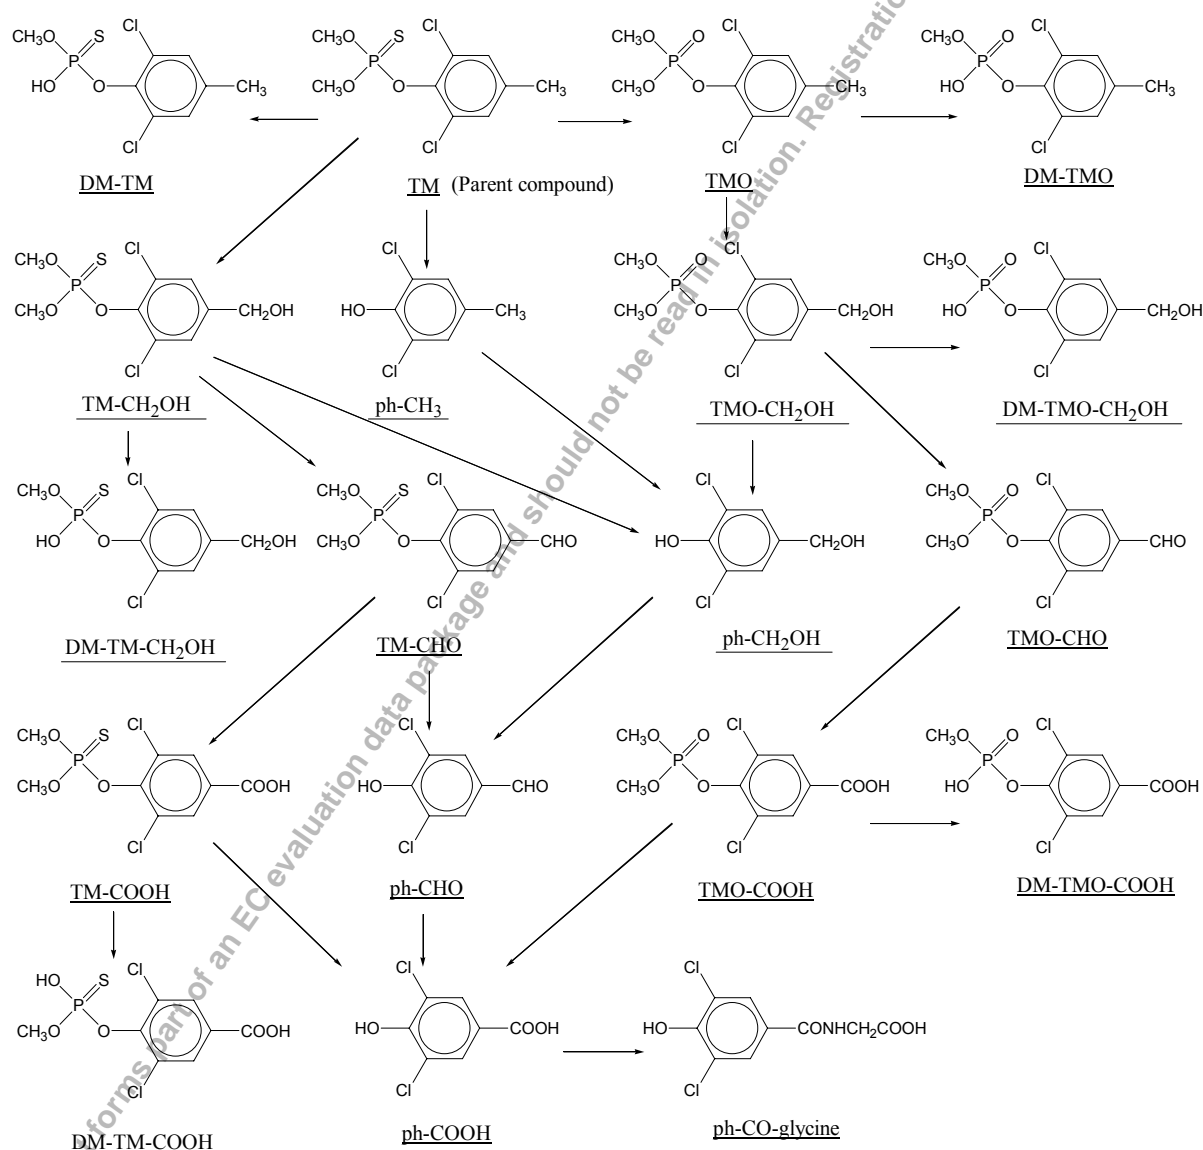 CH3O S Cl
P
HO O CH3
Cl
DM-TM
CH3O S Cl
P
CH3O O CH3
Cl
TM (Parent compound)
CH3O O Cl
P
CH3O O CH3
Cl
TMO
CH3O O Cl
P
HO O CH3
Cl
DM-TMO
CH3O S Cl
P
CH3O O CH2OH
Cl
TM-CH2OH
Cl
HO CH3
Cl
ph-CH3
CH3O O Cl
P
CH3O O CH2OH
Cl
TMO-CH2OH
CH3O O Cl
P
HO O CH2OH
Cl
DM-TMO-CH2OH
CH3O S Cl
P
HO O CH2OH
Cl
DM-TM-CH2OH
CH3O S Cl
P
CH3O O CHO
Cl
TM-CHO
Cl
HO CH2OH
Cl
ph-CH2OH
CH3O O Cl
P
CH3O O CHO
Cl
TMO-CHO
CH3O S Cl
P
CH3O O COOH
Cl
TM-COOH
Cl
HO CHO
Cl
ph-CHO
CH3O O Cl
P
CH3O O COOH
Cl
TMO-COOH
CH3O O Cl
P
HO O COOH
Cl
DM-TMO-COOH
HO S Cl
P
CH3O O COOH
Cl
DM-TM-COOH
Cl
HO COOH
Cl
ph-COOH
Cl
HO CONHCH2COOH
Cl
ph-CO-glycine
forms part of an EC evaluation data package and should not be read in isolation. Registratio